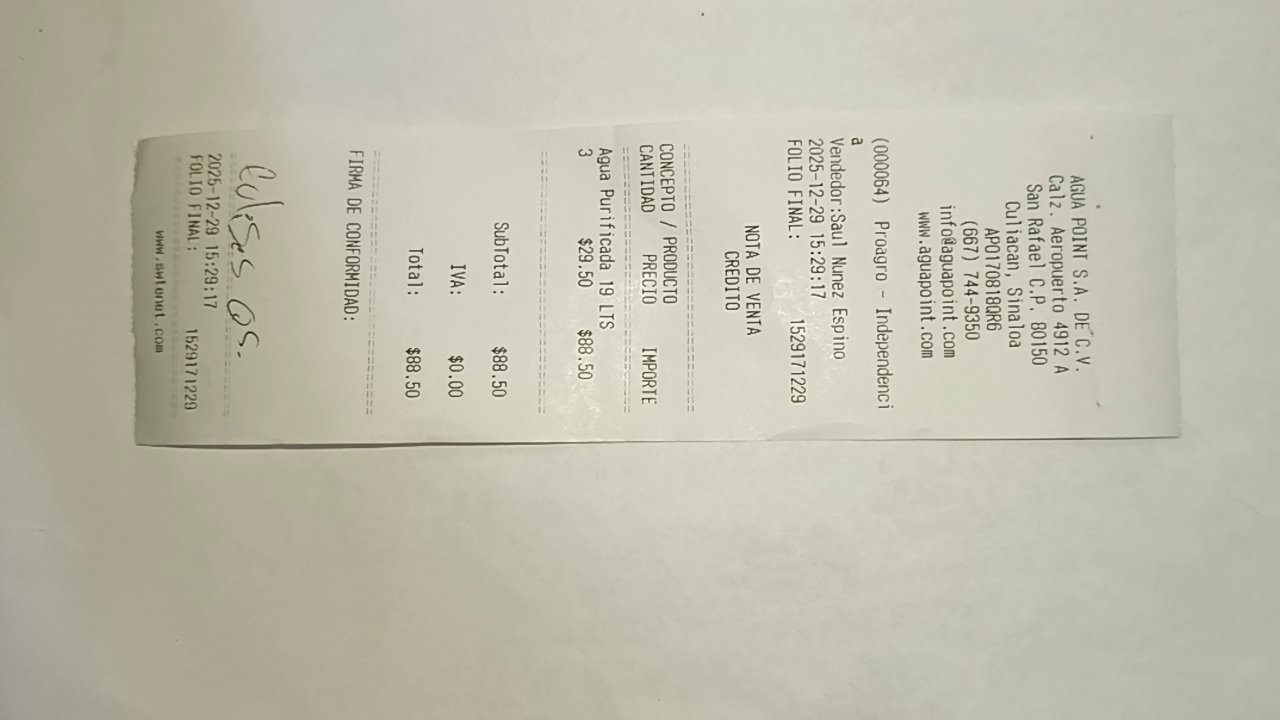 AGUA POINT S.A. DE C.V.
Calz. Aeropuerto 4912 A
San Rafael C.P. 80150
Culiacan, Sinaloa
APO170818QR6
(667) 744-9350
info@aguapoint.com
www.aguapoint.com
(000064) Proagro - Independenci
a
Vendedor:Saul Nunez Espino
2025-12-29 15:29:17
FOLIO FINAL: 1529171229
NOTA DE VENTA
CREDITO
CONCEPTO / PRODUCTO
CANTIDAD PRECIO IMPORTE
Agua Purificada 19 LTS
3 $29.50 $88.50
SubTotal: $88.50
IVA: $0.00
Total: $88.50
FIRMA DE CONFORMIDAD:
2025-12-29 15:29:17
FOLIO FINAL: 1529171229
www.swtenet.com